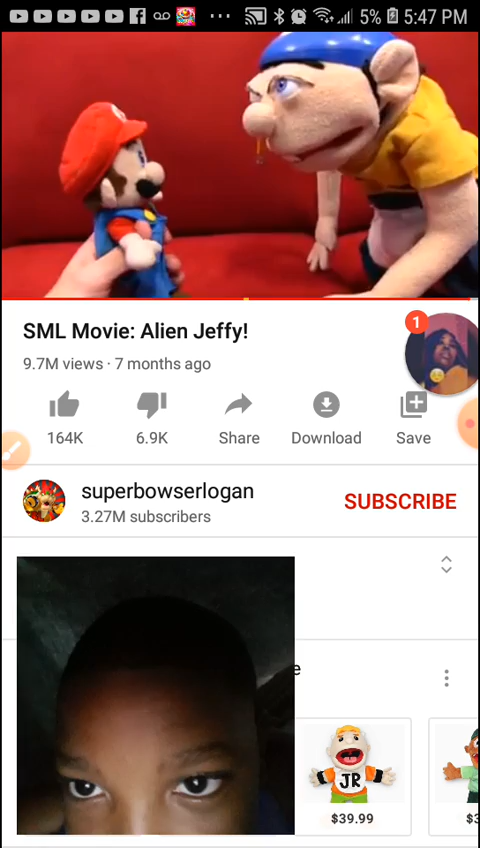 5% 5:47 PM
SML Movie: Alien Jeffy!
1
9.7M views · 7 months ago
164K 6.9K Share Download Save
superbowserlogan SUBSCRIBE
3.27M subscribers
e
JR
$39.99 $3